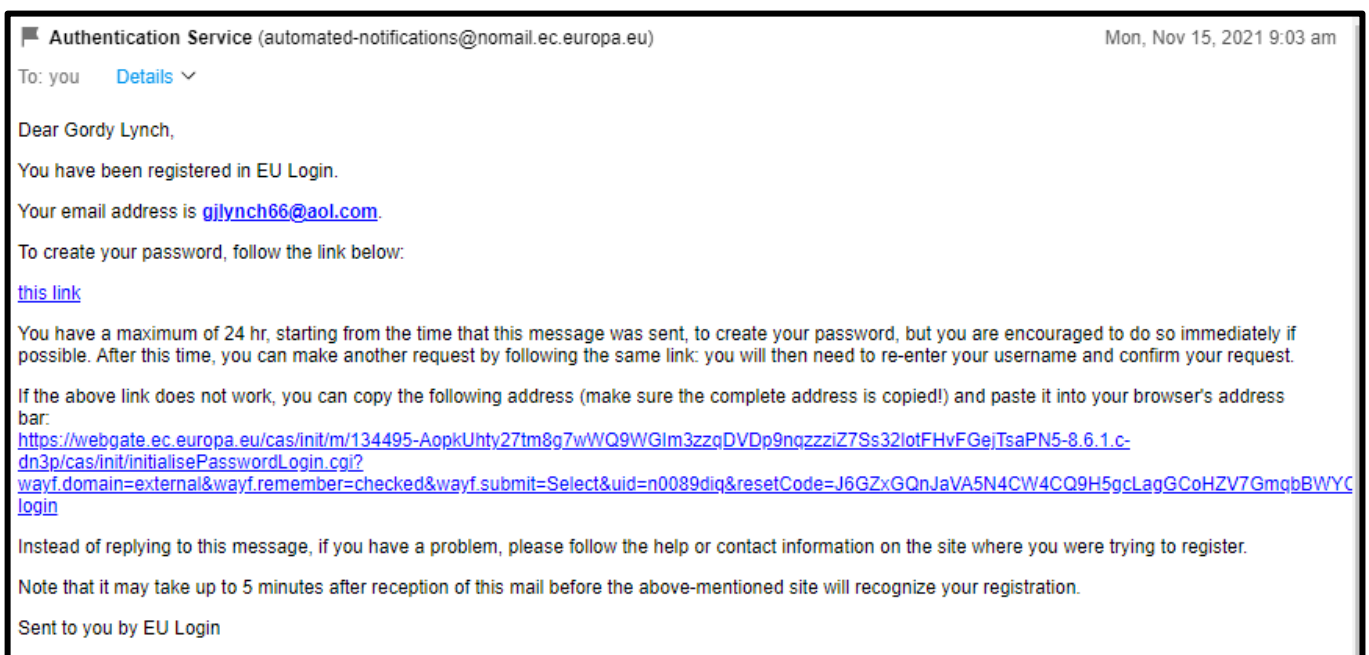 Authentication Service (automated-notifications@nomail.ec.europa.eu) Mon, Nov 15, 2021 9:03 am
To: you Details
Dear Gordy Lynch,
You have been registered in EU Login.
Your email address is gjlynch66@aol.com.
To create your password, follow the link below:
this link
You have a maximum of 24 hr, starting from the time that this message was sent, to create your password, but you are encouraged to do so immediately if
possible. After this time, you can make another request by following the same link: you will then need to re-enter your username and confirm your request.
If the above link does not work, you can copy the following address (make sure the complete address is copied!) and paste it into your browser's address
bar:
https://webgate.ec.europa.eu/cas/init/m/134495-AopkUhty27tm8g7wWQ9WGIm3zzqDVDp9nqzzziZ7Ss32lotFHvFGejTsaPN5-8.6.1.c-
dn3p/cas/init/initialisePasswordLogin.cgi?
wayf.domain=external&wayf.remember=checked&wayf.submit=Select&uid=n0089diq&resetCode=J6GZxGQnJaVA5N4CW4CQ9H5gcLagGCoHZV7GmqbBWY
login
Instead of replying to this message, if you have a problem, please follow the help or contact information on the site where you were trying to register.
Note that it may take up to 5 minutes after reception of this mail before the above-mentioned site will recognize your registration.
Sent to you by EU Login